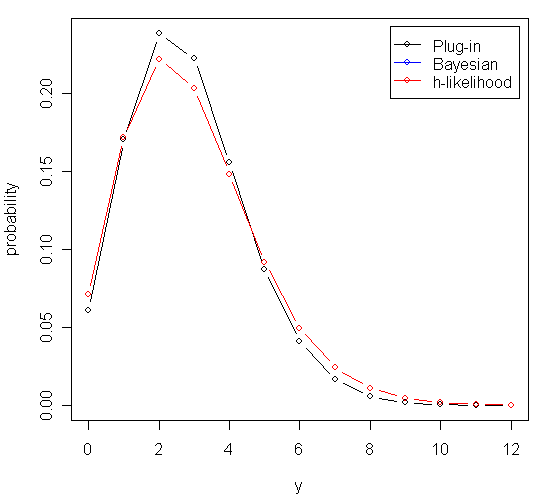 Plug-in
Bayesian
h-likelihood
probability
0.20
0.15
0.10
0.05
0.00
0 2 4 6 8 10 12
y